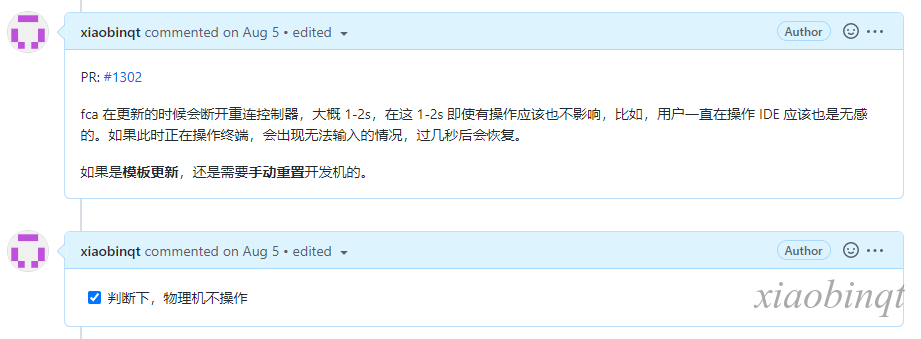 xiaobinqt commented on Aug 5 • edited Author
PR: #1302
fca 在更新的时候会断开重连控制器，大概 1-2s，在这 1-2s 即使有操作应该也不影响，比如，用户一直在操作 IDE 应该也是无感
的。如果此时正在操作终端，会出现无法输入的情况，过几秒后会恢复。
如果是模板更新，还是需要手动重置开发机的。
xiaobinqt commented on Aug 5 • edited Author
判断下，物理机不操作
xiaobinqt